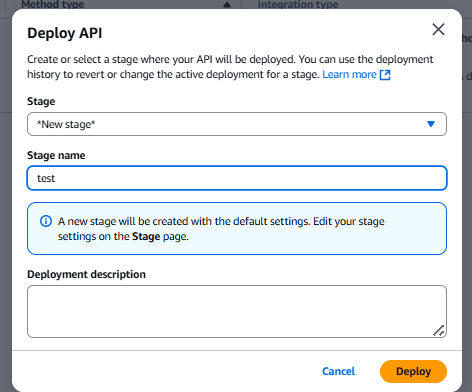 Method type
Integration type
Deploy API
Create or select a stage where your API will be deployed. You can use the deployment
history to revert or change the active deployment for a stage. Learn more
Stage
*New stage*
Stage name
test
A new stage will be created with the default settings. Edit your stage
settings on the Stage page.
Deployment description
Cancel
Deploy